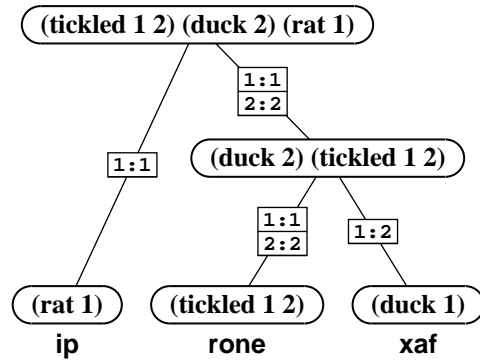 (tickled 1 2) (duck 2) (rat 1)
1:1
2:2
1:1
(duck 2) (tickled 1 2)
1:1
2:2
1:2
(rat 1) (tickled 1 2) (duck 1)
ip rone xaf